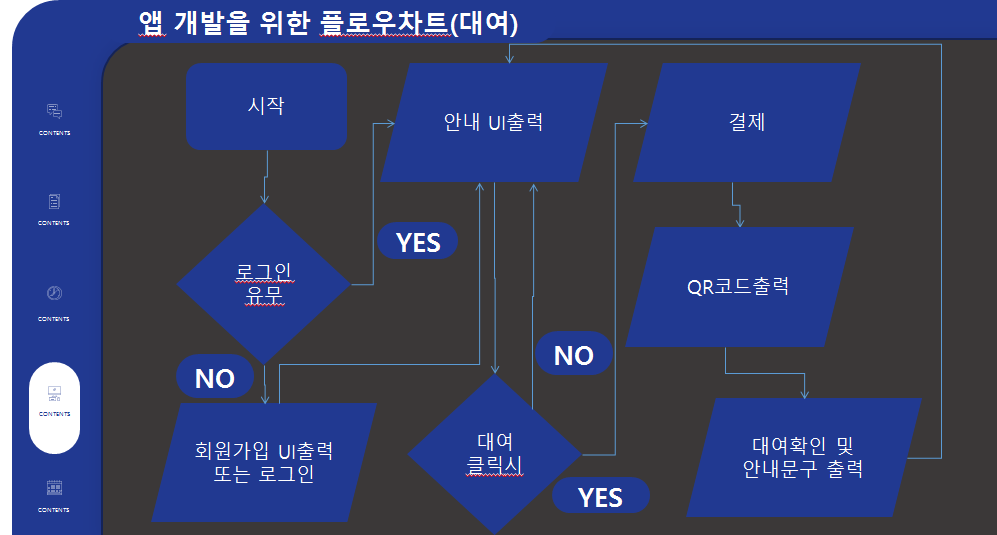 앱 개발을 위한 플로우차트(대여)
CONTENTS
CONTENTS
CONTENTS
CONTENTS
CONTENTS
시작
로그인
유무
YES
NO
회원가입 UI출력
또는 로그인
안내 UI출력
NO
대여
클릭시
YES
결제
QR코드출력
대여확인 및
안내문구 출력